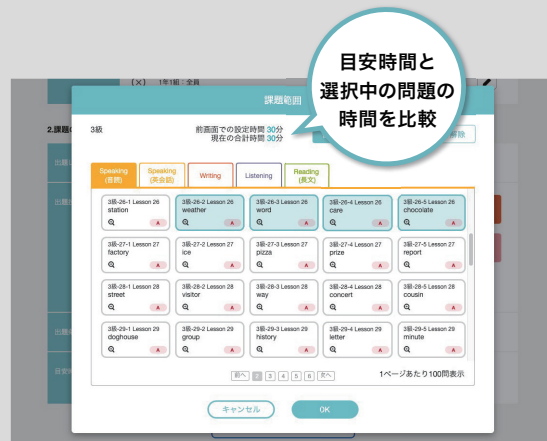 目安時間と
選択中の問題の
時間を比較
(×) 1年1組：全員
課題範囲
2.課題
3級
前画面での設定時間 30分
現在の合計時間 30分
解除
Speaking
(音読)
Speaking
(英会話)
Writing
Listening
Reading
(長文)
3級-26-1 Lesson 26
station
A
3級-26-2 Lesson 26
weather
A
3級-26-3 Lesson 26
word
A
3級-26-4 Lesson 26
care
A
3級-26-5 Lesson 26
chocolate
A
3級-27-1 Lesson 27
factory
A
3級-27-2 Lesson 27
ice
A
3級-27-3 Lesson 27
pizza
A
3級-27-4 Lesson 27
prize
A
3級-27-5 Lesson 27
report
A
3級-28-1 Lesson 28
street
A
3級-28-2 Lesson 28
visitor
A
3級-28-3 Lesson 28
way
A
3級-28-4 Lesson 28
concert
A
3級-28-5 Lesson 28
cousin
A
3級-29-1 Lesson 29
doghouse
A
3級-29-2 Lesson 29
group
A
3級-29-3 Lesson 29
history
A
3級-29-4 Lesson 29
letter
A
3級-29-5 Lesson 29
minute
A
前へ 2 3 4 5 6 次へ
1ページあたり100問表示
キャンセル
OK